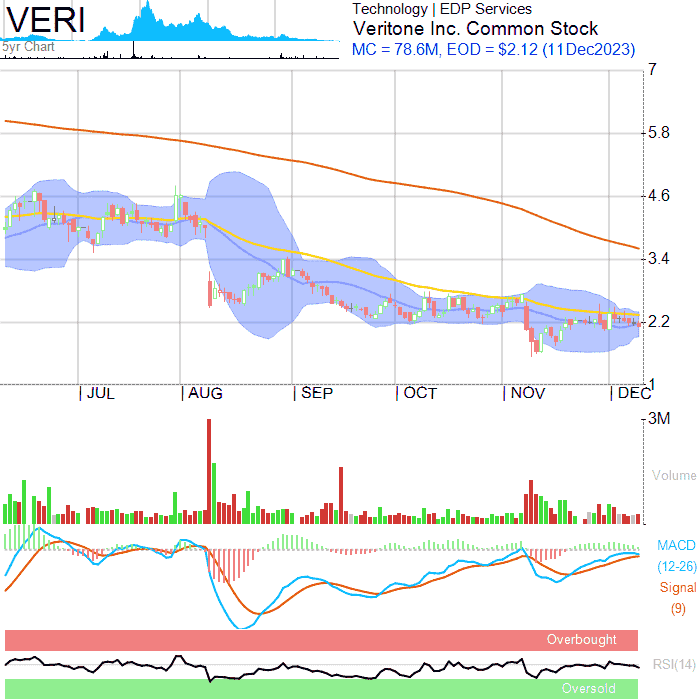 VERI
5yr Chart
Technology | EDP Services
Veritone Inc. Common Stock
MC = 78.6M, EOD = $2.12 (11Dec2023)
7
5.8
4.6
3.4
2.2
1
JUL AUG SEP OCT NOV DEC
3M
Volume
MACD
(12-26)
Signal
(9)
Overbought
RSI(14)
Oversold